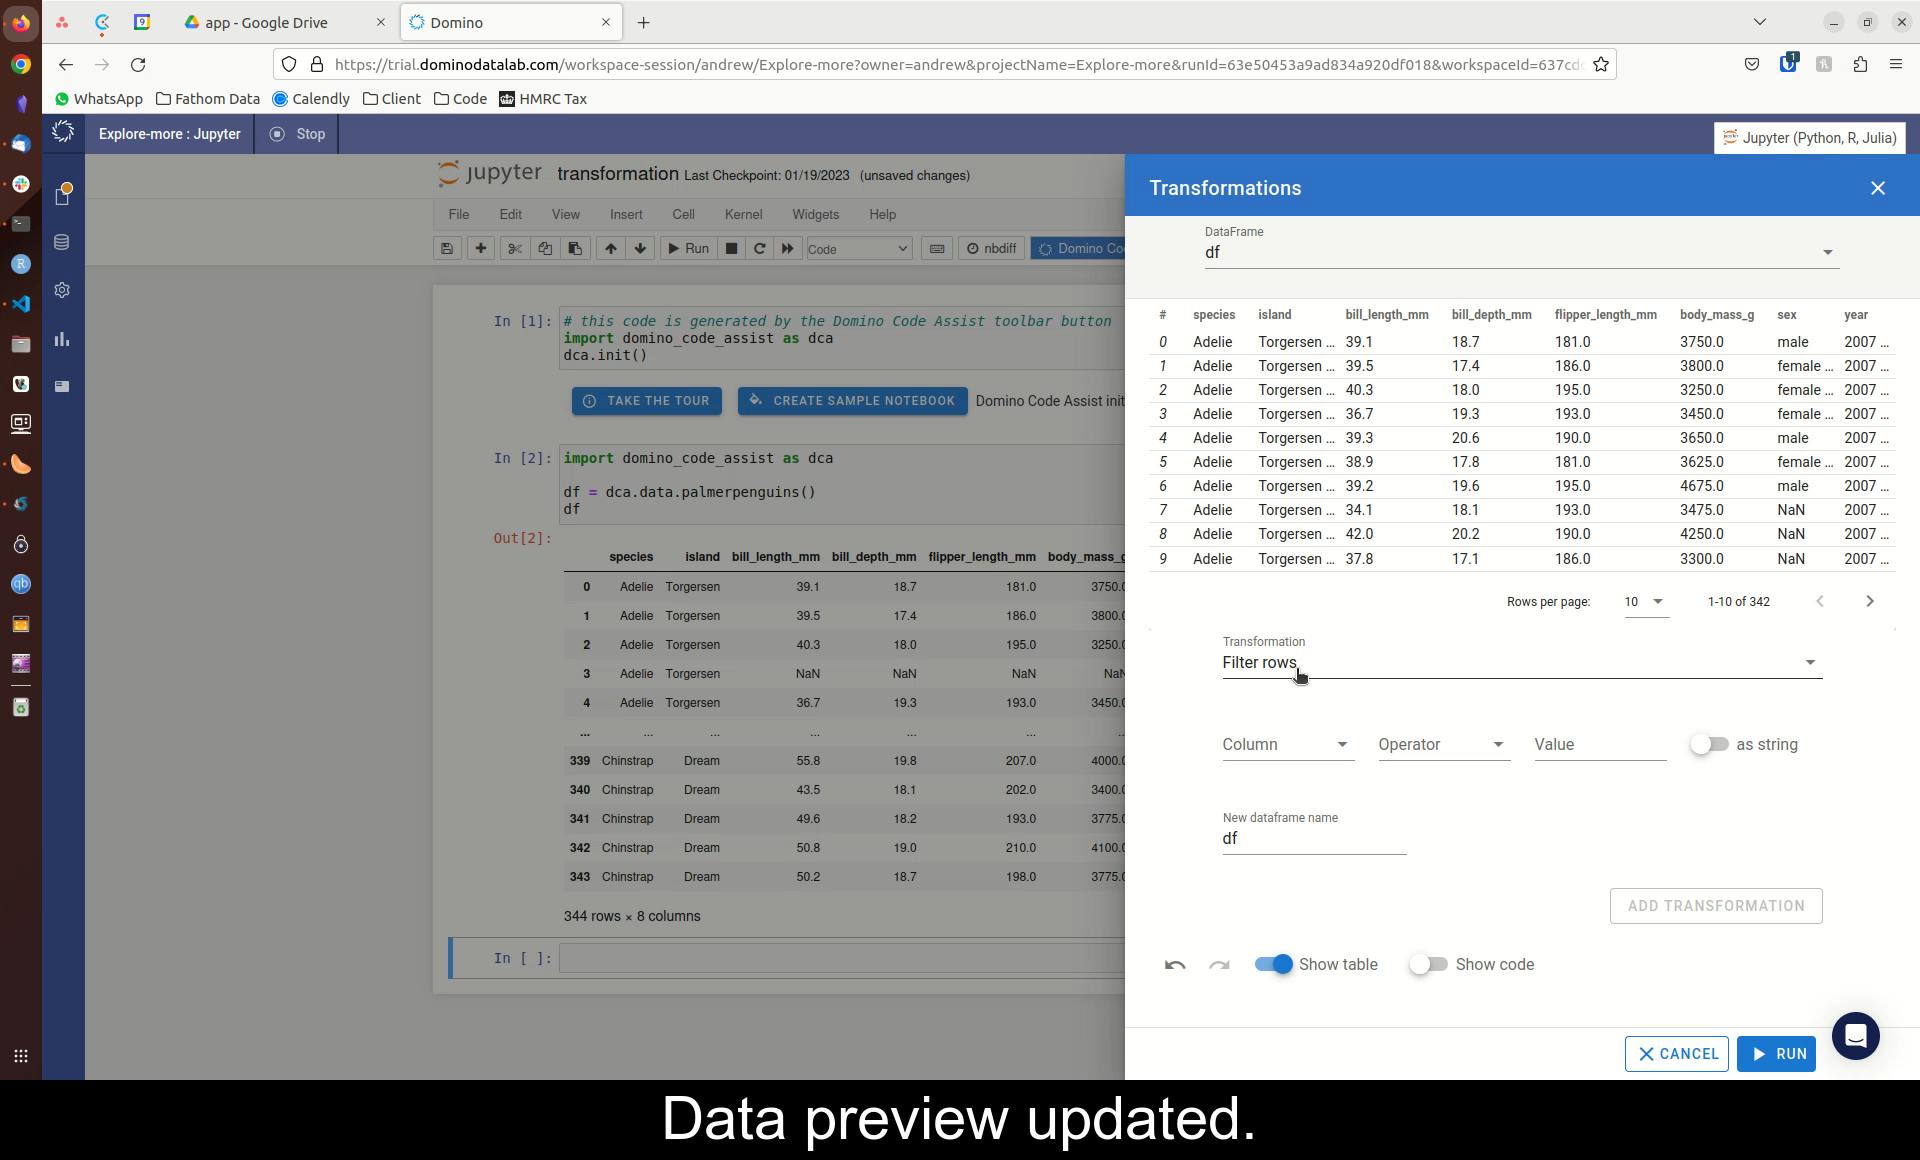 app - Google Drive
Domino
https://trial.dominodatalab.com/workspace-session/andrew/Explore-more?owner=andrew&projectName=Explore-more&runId=63e50453a9ad834a920df018&workspaceId=637cd
WhatsApp Fathom Data Calendly Client Code HMRC Tax
Explore-more : Jupyter Stop
Jupyter (Python, R, Julia)
jupyter transformation Last Checkpoint: 01/19/2023 (unsaved changes)
File Edit View Insert Cell Kernel Widgets Help
Run Code nbdiff Domino Co
In [1]: # this code is generated by the Domino Code Assist toolbar button
import domino_code_assist as dca
dca.init()
TAKE THE TOUR CREATE SAMPLE NOTEBOOK Domino Code Assist init
In [2]: import domino_code_assist as dca
df = dca.data.palmerpenguins()
df
Out[2]:
species island bill_length_mm bill_depth_mm flipper_length_mm body_mass_g
0 Adelie Torgersen 39.1 18.7 181.0 3750.0
1 Adelie Torgersen 39.5 17.4 186.0 3800.0
2 Adelie Torgersen 40.3 18.0 195.0 3250.0
3 Adelie Torgersen NaN NaN NaN NaN
4 Adelie Torgersen 36.7 19.3 193.0 3450.0
... ... ... ... ... ... ...
339 Chinstrap Dream 55.8 19.8 207.0 4000.0
340 Chinstrap Dream 43.5 18.1 202.0 3400.0
341 Chinstrap Dream 49.6 18.2 193.0 3775.0
342 Chinstrap Dream 50.8 19.0 210.0 4100.0
343 Chinstrap Dream 50.2 18.7 198.0 3775.0
344 rows × 8 columns
In [ ]:
Transformations
DataFrame
df
# species island bill_length_mm bill_depth_mm flipper_length_mm body_mass_g sex year
0 Adelie Torgersen ... 39.1 18.7 181.0 3750.0 male 2007 ...
1 Adelie Torgersen ... 39.5 17.4 186.0 3800.0 female ... 2007 ...
2 Adelie Torgersen ... 40.3 18.0 195.0 3250.0 female ... 2007 ...
3 Adelie Torgersen ... 36.7 19.3 193.0 3450.0 female ... 2007 ...
4 Adelie Torgersen ... 39.3 20.6 190.0 3650.0 male 2007 ...
5 Adelie Torgersen ... 38.9 17.8 181.0 3625.0 female ... 2007 ...
6 Adelie Torgersen ... 39.2 19.6 195.0 4675.0 male 2007 ...
7 Adelie Torgersen ... 34.1 18.1 193.0 3475.0 NaN 2007 ...
8 Adelie Torgersen ... 42.0 20.2 190.0 4250.0 NaN 2007 ...
9 Adelie Torgersen ... 37.8 17.1 186.0 3300.0 NaN 2007 ...
Rows per page: 10 1-10 of 342
Transformation
Filter rows
Column Operator Value as string
New dataframe name
df
ADD TRANSFORMATION
Show table Show code
CANCEL RUN
Data preview updated.